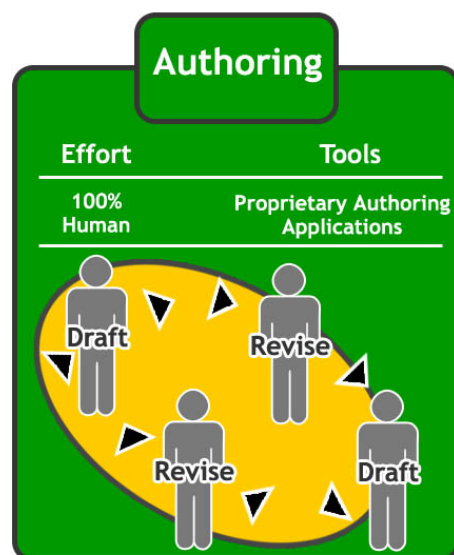 Authoring
Effort Tools
100% Proprietary Authoring
Human Applications
Draft
Revise
Revise
Draft